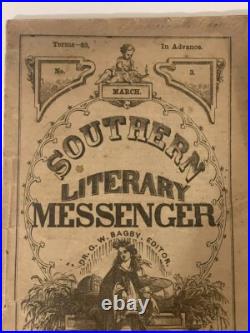 Terms—$3, In Advance.
No. 3.
MARCH.
SOUTHERN
LITERARY
MESSENGER
DR. G. W. BAGBY, EDITOR.